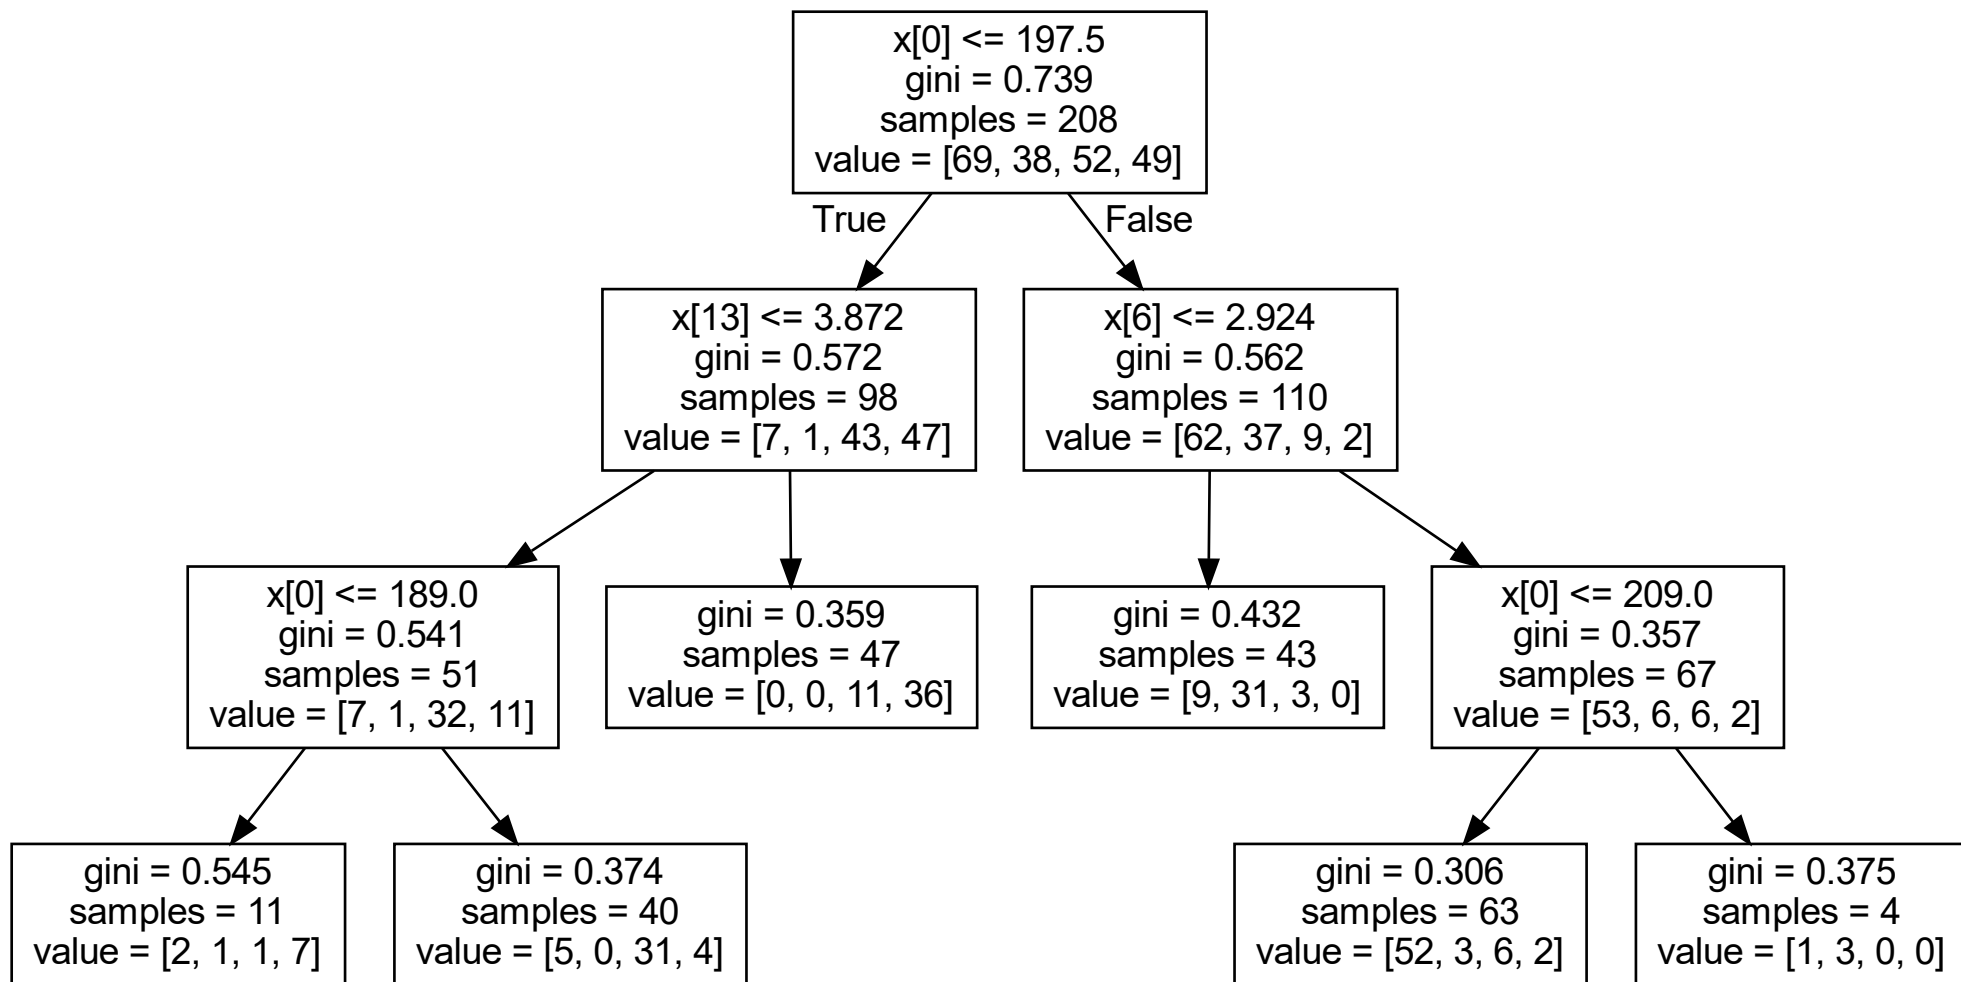 x[0] <= 197.5
gini = 0.739
samples = 208
value = [69, 38, 52, 49]
True
False
x[13] <= 3.872
gini = 0.572
samples = 98
value = [7, 1, 43, 47]
x[6] <= 2.924
gini = 0.562
samples = 110
value = [62, 37, 9, 2]
x[0] <= 189.0
gini = 0.541
samples = 51
value = [7, 1, 32, 11]
gini = 0.359
samples = 47
value = [0, 0, 11, 36]
gini = 0.432
samples = 43
value = [9, 31, 3, 0]
x[0] <= 209.0
gini = 0.357
samples = 67
value = [53, 6, 6, 2]
gini = 0.545
samples = 11
value = [2, 1, 1, 7]
gini = 0.374
samples = 40
value = [5, 0, 31, 4]
gini = 0.306
samples = 63
value = [52, 3, 6, 2]
gini = 0.375
samples = 4
value = [1, 3, 0, 0]